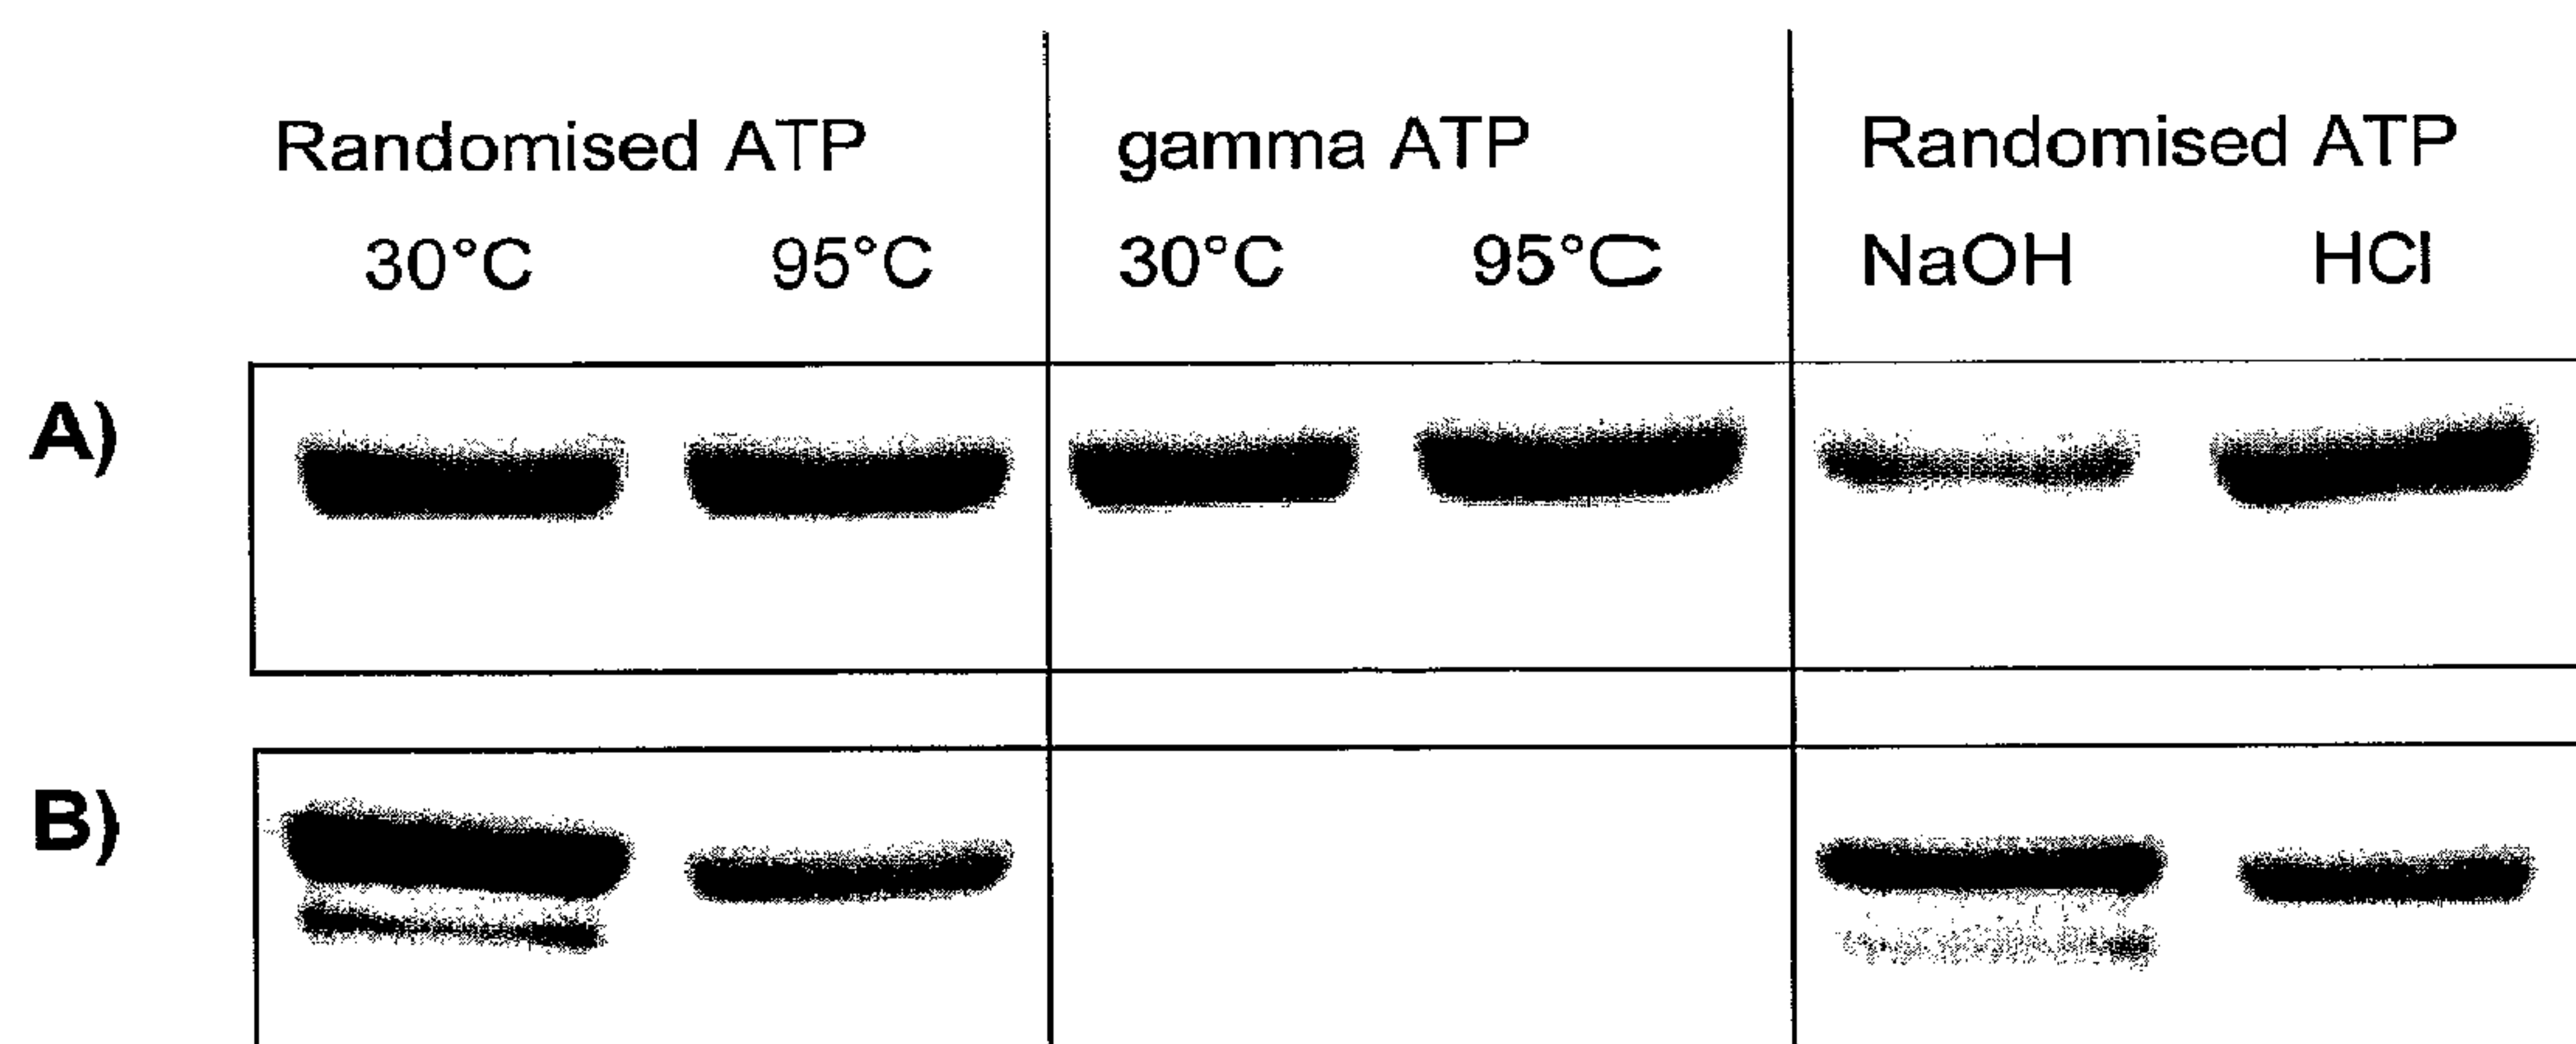 Randomised ATP gamma ATP Randomised ATP
30°C 95°C 30°C 95°C NaOH HCl
A)
B)